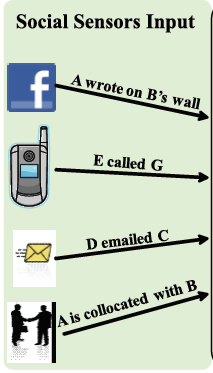 Social Sensors Input
f
A wrote on B's wall
E called G
D emailed C
A is collocated with B